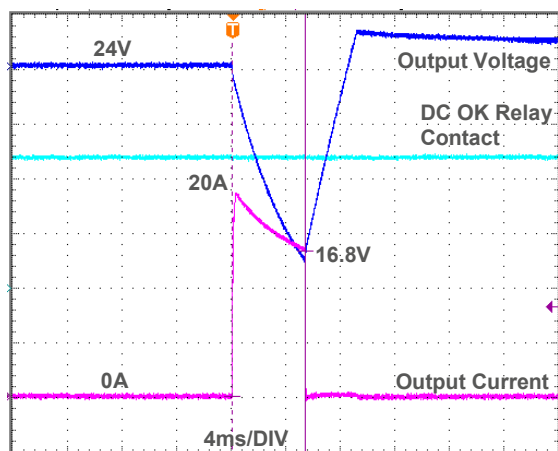 T
24V
Output Voltage
DC OK Relay
Contact
20A
16.8V
0A
Output Current
4ms/DIV